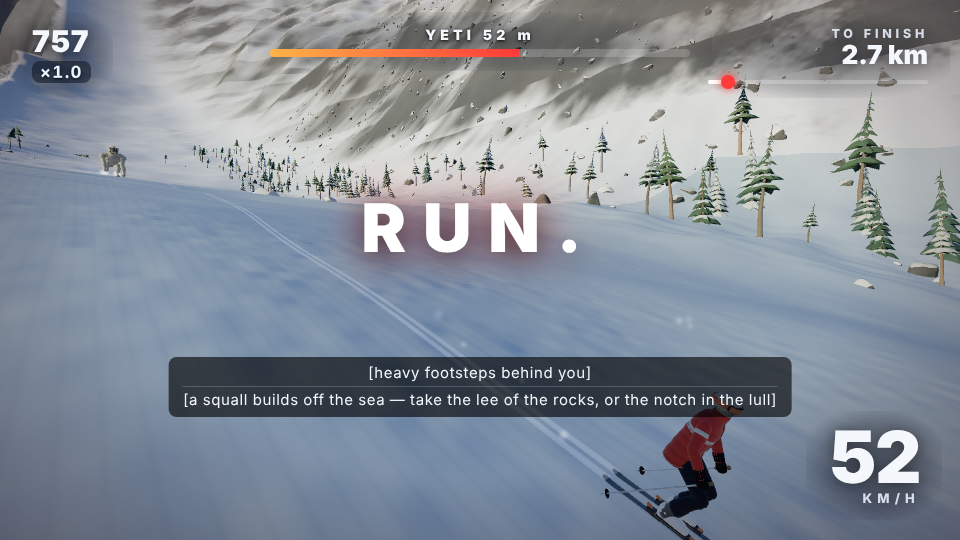 757
×1.0
YETI 52 m
TO FINISH
2.7 km
RUN.
[heavy footsteps behind you]
[a squall builds off the sea — take the lee of the rocks, or the notch in the lull]
52
KM/H